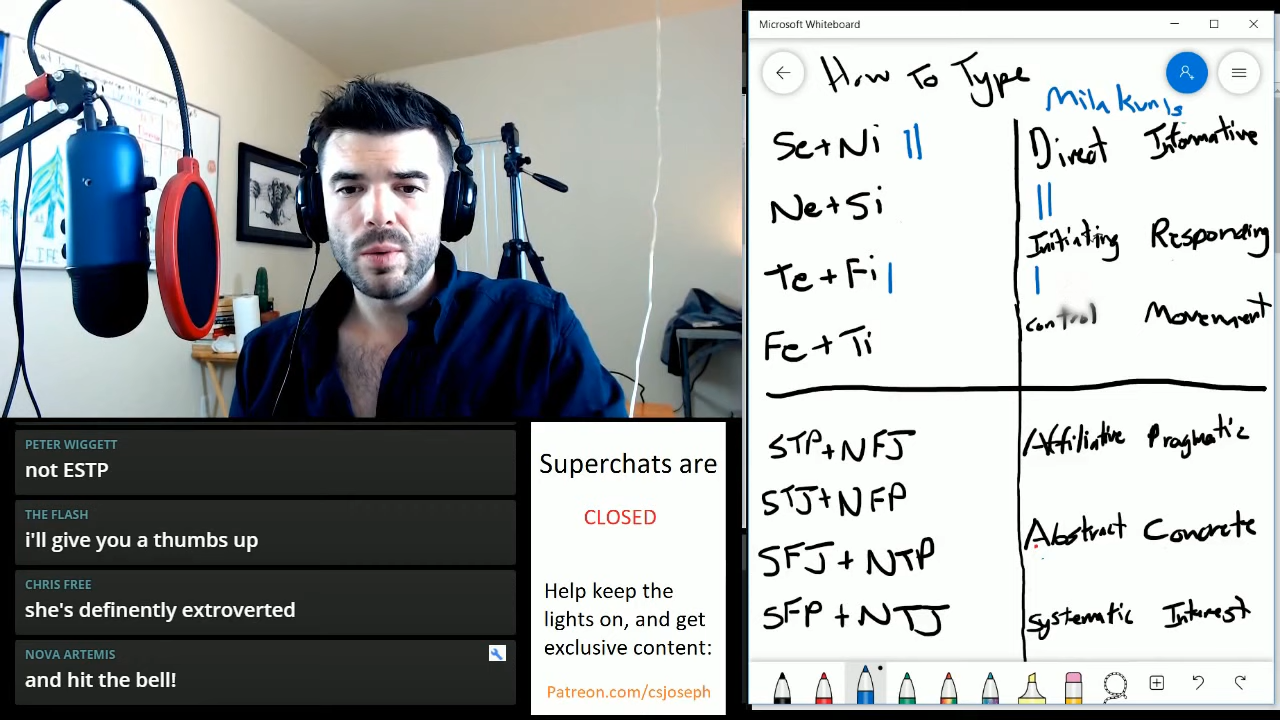 Microsoft Whiteboard
How To Type
Mila Kunis
Se+Ni ||
Direct Informative
Ne+Si
||
Initiating Responding
Te + Fi |
|
control Movement
Fe + Ti
STP+NFJ
Affiliative Pragmatic
STJ+NFP
Abstract Concrete
SFJ + NTP
SFP + NTJ
Systematic Interest
PETER WIGGETT
not ESTP
THE FLASH
i'll give you a thumbs up
CHRIS FREE
she's definently extroverted
NOVA ARTEMIS
and hit the bell!
Superchats are
CLOSED
Help keep the
lights on, and get
exclusive content:
Patreon.com/csjoseph